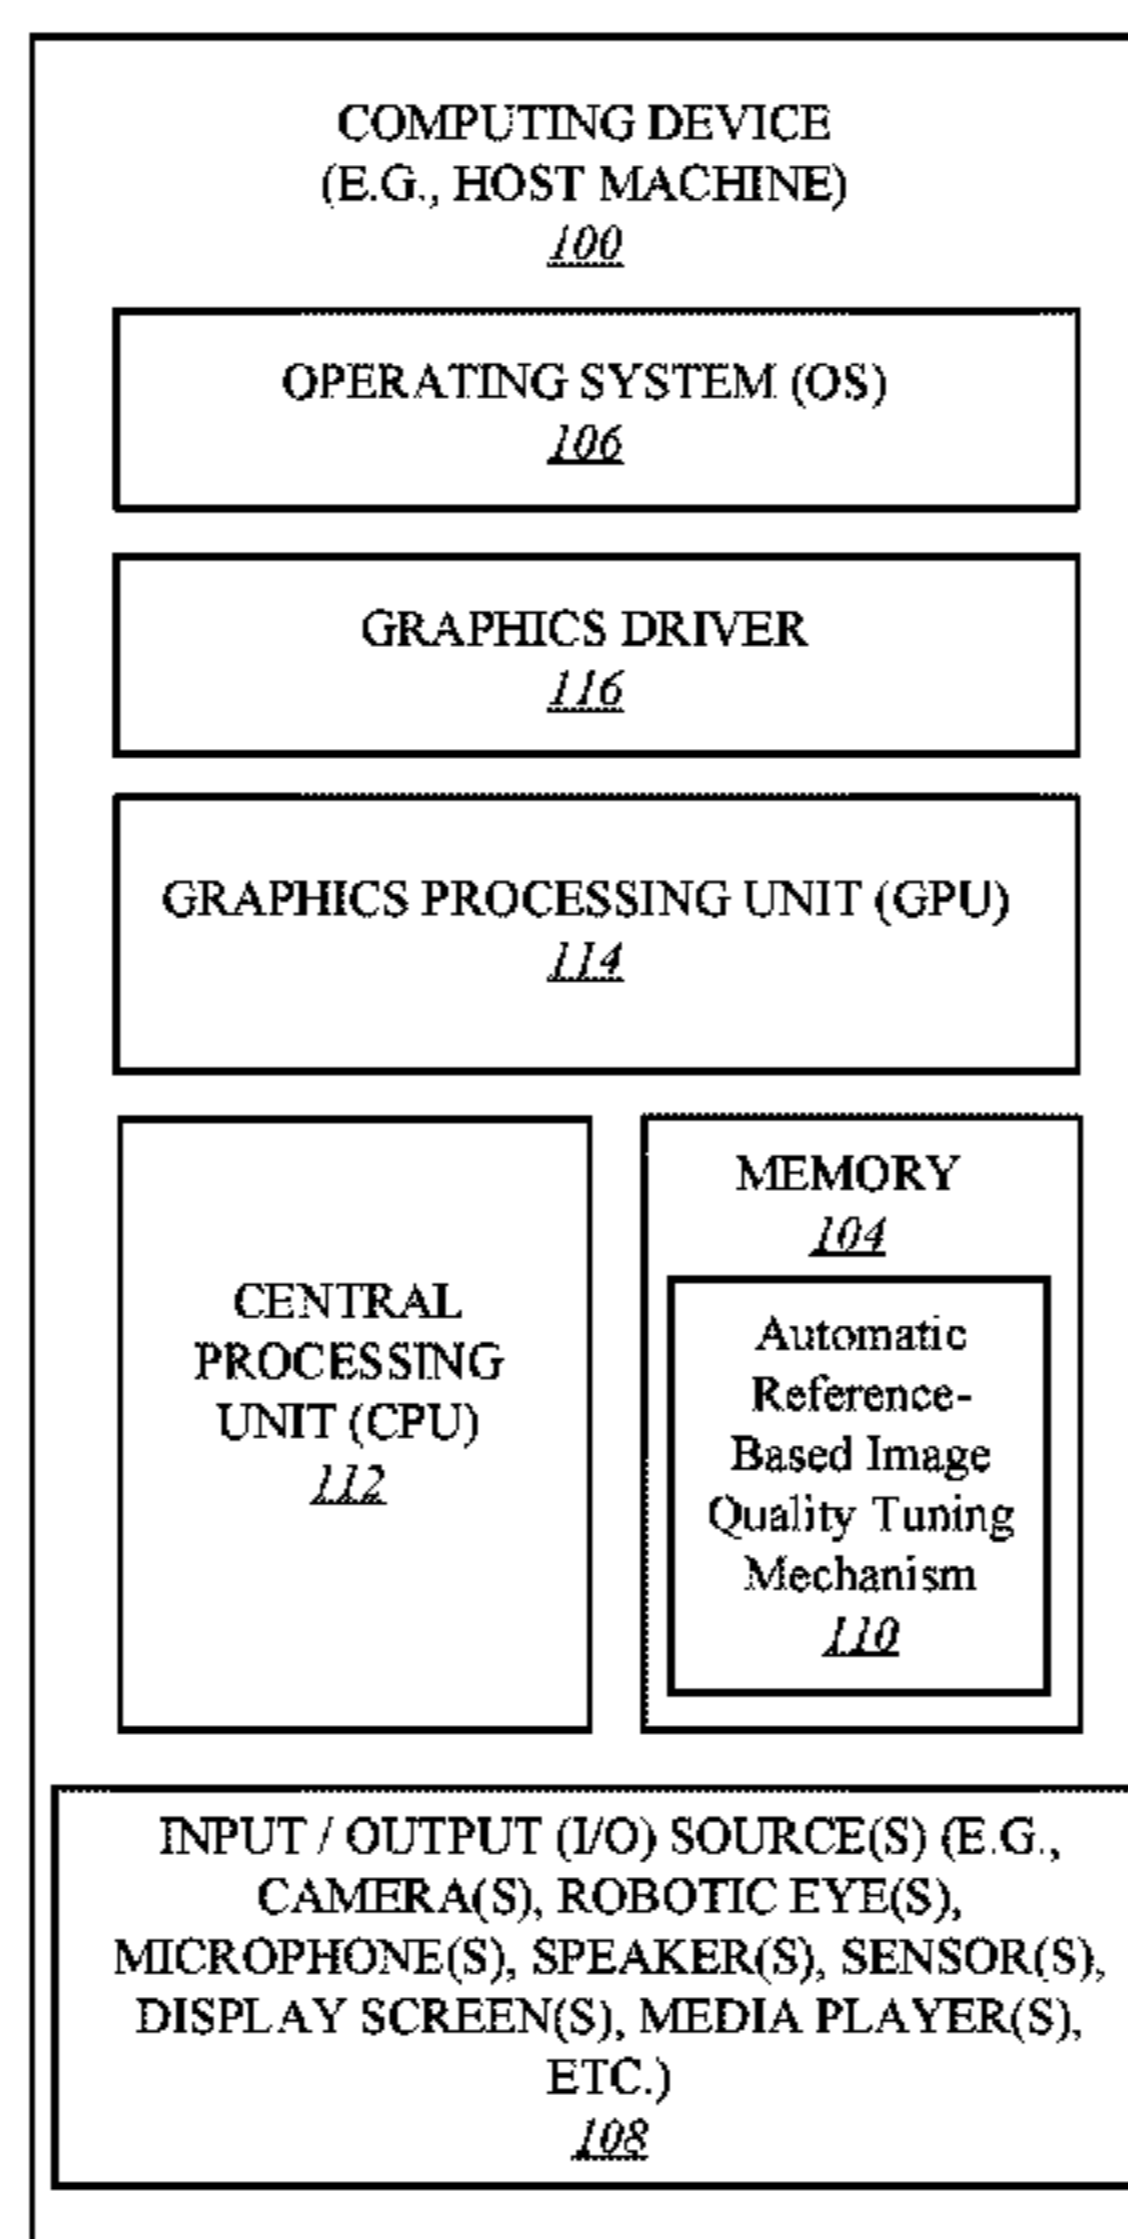 COMPUTING DEVICE
(E.G., HOST MACHINE)
100
OPERATING SYSTEM (OS)
106
GRAPHICS DRIVER
116
GRAPHICS PROCESSING UNIT (GPU)
114
CENTRAL
PROCESSING
UNIT (CPU)
112
MEMORY
104
Automatic
Reference-
Based Image
Quality Tuning
Mechanism
110
INPUT / OUTPUT (I/O) SOURCE(S) (E.G.,
CAMERA(S), ROBOTIC EYE(S),
MICROPHONE(S), SPEAKER(S), SENSOR(S),
DISPLAY SCREEN(S), MEDIA PLAYER(S),
ETC.)
108